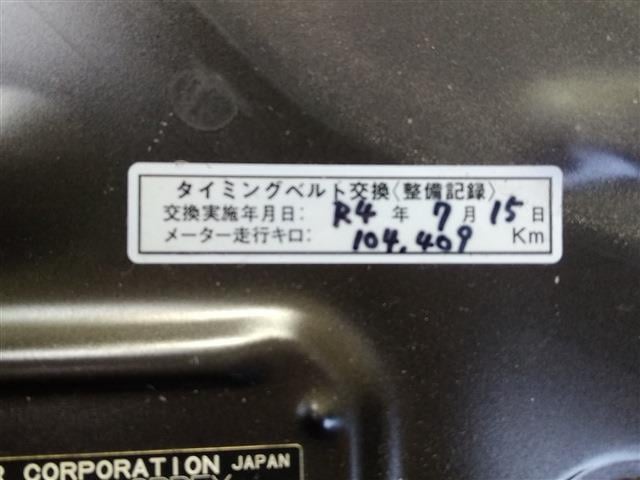 タイミングベルト交換〈整備記録〉
交換実施年月日: R4 年 7 月 15 日
メーター走行キロ: 104,409 Km
R CORPORATION JAPAN